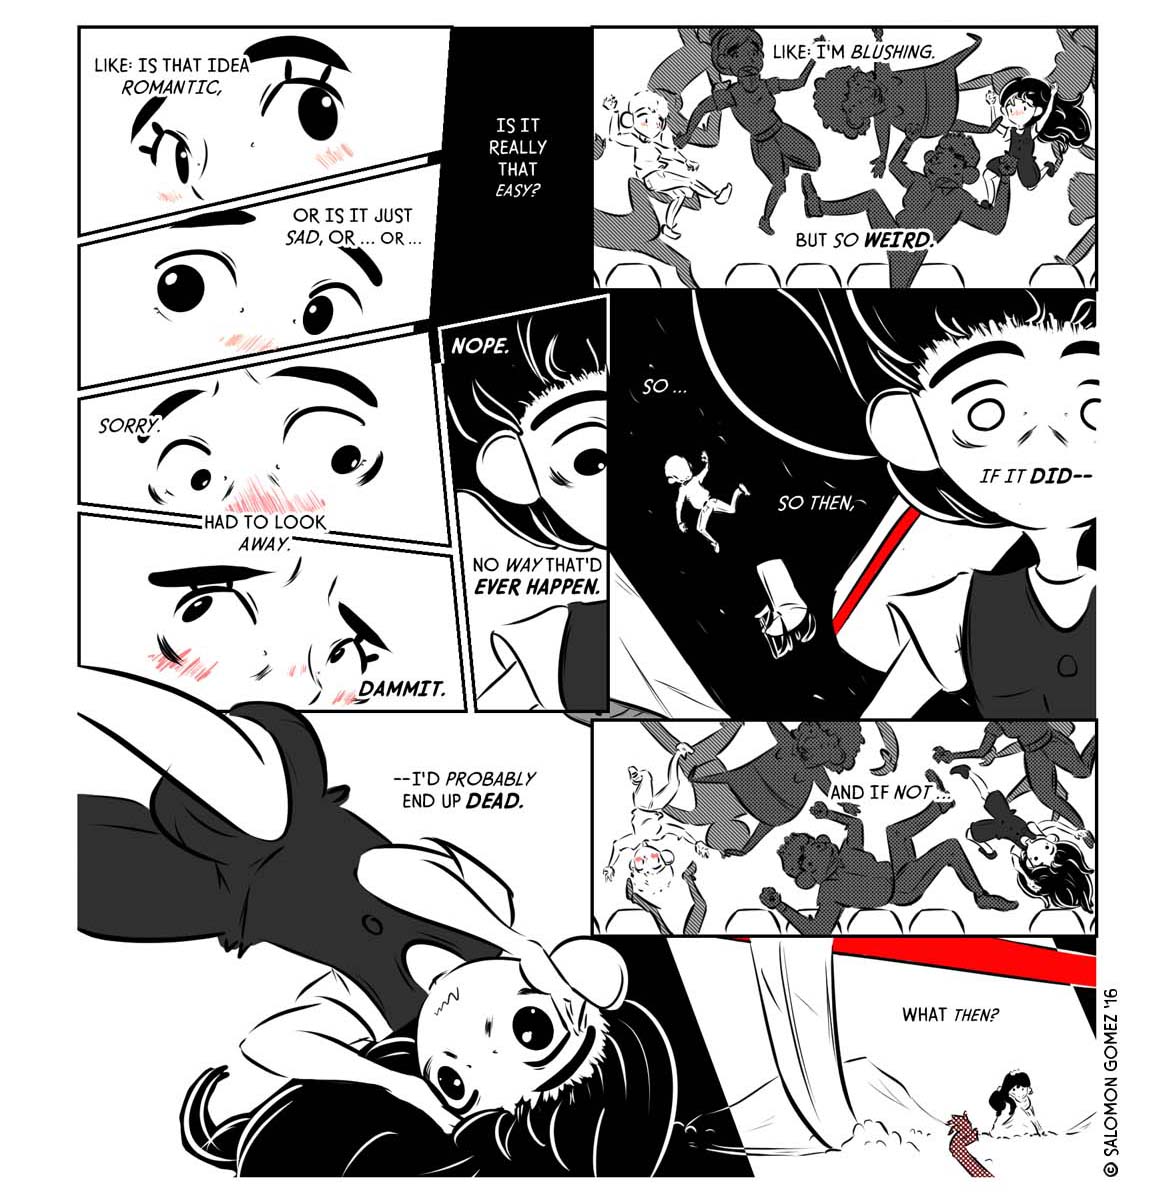 LIKE: IS THAT IDEA
ROMANTIC,
OR IS IT JUST
SAD, OR ... OR ...
SORRY.
HAD TO LOOK
AWAY.
DAMMIT.
IS IT
REALLY
THAT
EASY?
LIKE: I'M BLUSHING.
BUT SO WEIRD.
NOPE.
NO WAY THAT'D
EVER HAPPEN.
SO ...
SO THEN,
IF IT DID--
--I'D PROBABLY
END UP DEAD.
AND IF NOT ...
WHAT THEN?
© SALOMON GOMEZ '16